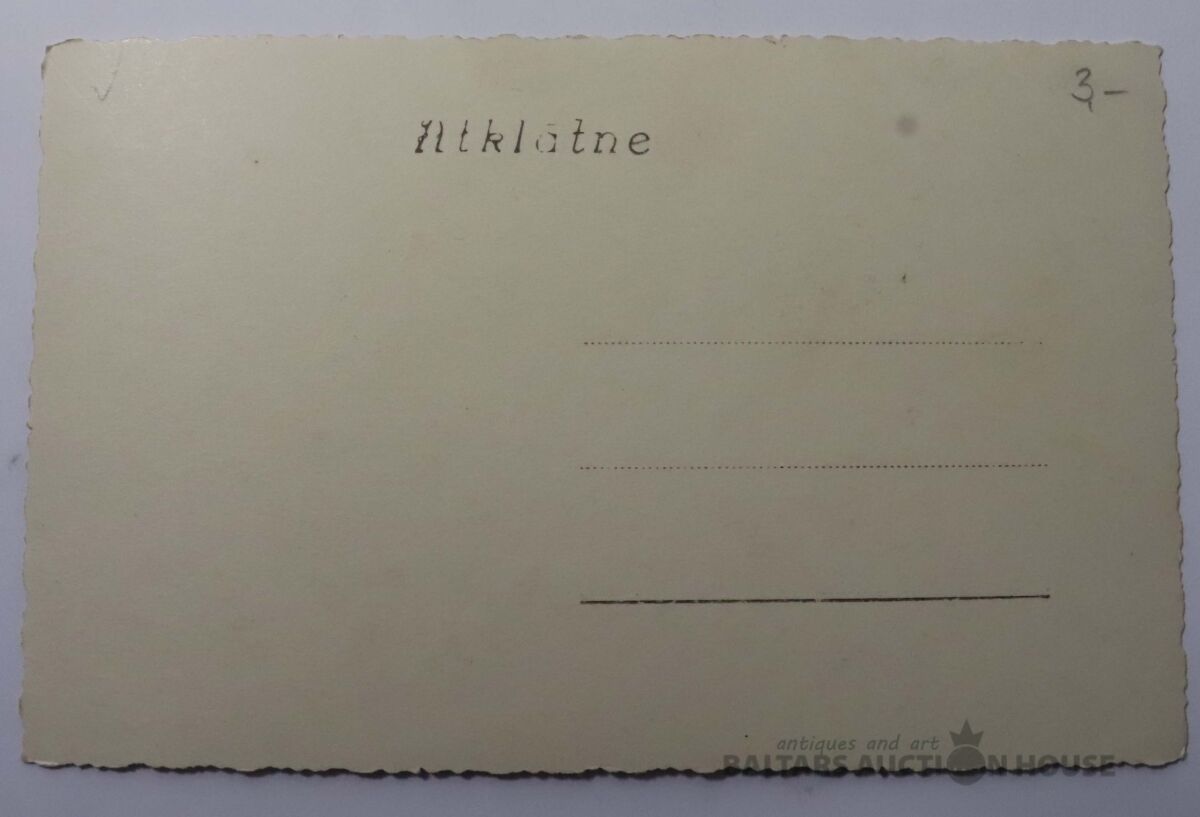 3-
Atklātne
antiques and art
BALTARS AUCTION HOUSE